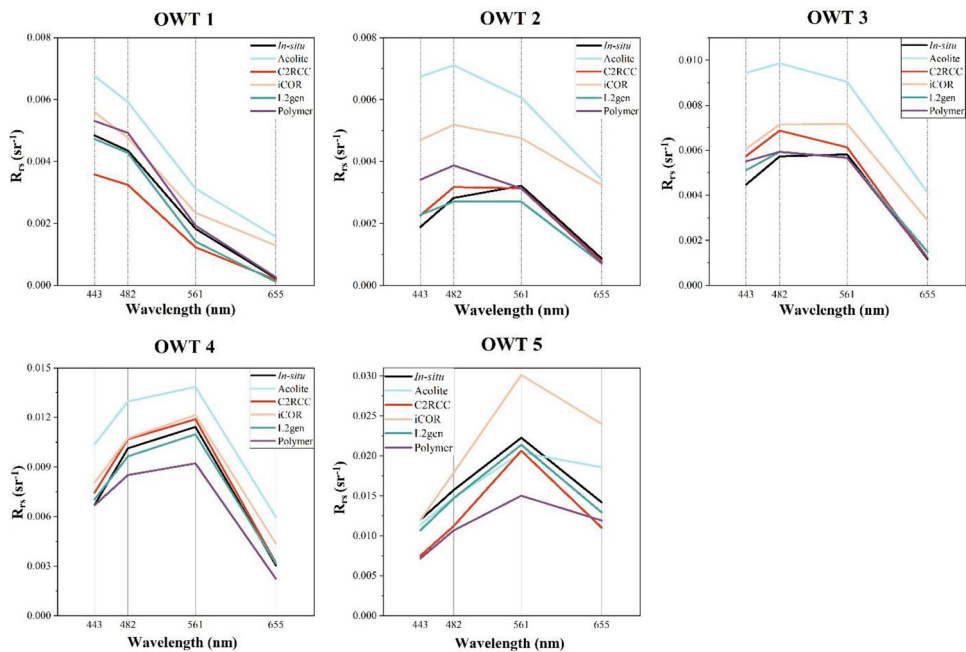 OWT 1
0.008
0.006
0.004
0.002
0.000
Rrs (sr-1)
443 482 561 655
Wavelength (nm)
In-situ
Acolite
C2RCC
iCOR
L2gen
Polymer
OWT 2
0.008
0.006
0.004
0.002
0.000
Rrs (sr-1)
443 482 561 655
Wavelength (nm)
In-situ
Acolite
C2RCC
iCOR
L2gen
Polymer
OWT 3
0.010
0.008
0.006
0.004
0.002
0.000
Rrs (sr-1)
443 482 561 655
Wavelength (nm)
In-situ
Acolite
C2RCC
iCOR
L2gen
Polymer
OWT 4
0.015
0.012
0.009
0.006
0.003
0.000
Rrs (sr-1)
443 482 561 655
Wavelength (nm)
In-situ
Acolite
C2RCC
iCOR
L2gen
Polymer
OWT 5
0.030
0.025
0.020
0.015
0.010
0.005
0.000
Rrs (sr-1)
443 482 561 655
Wavelength (nm)
In-situ
Acolite
C2RCC
iCOR
L2gen
Polymer